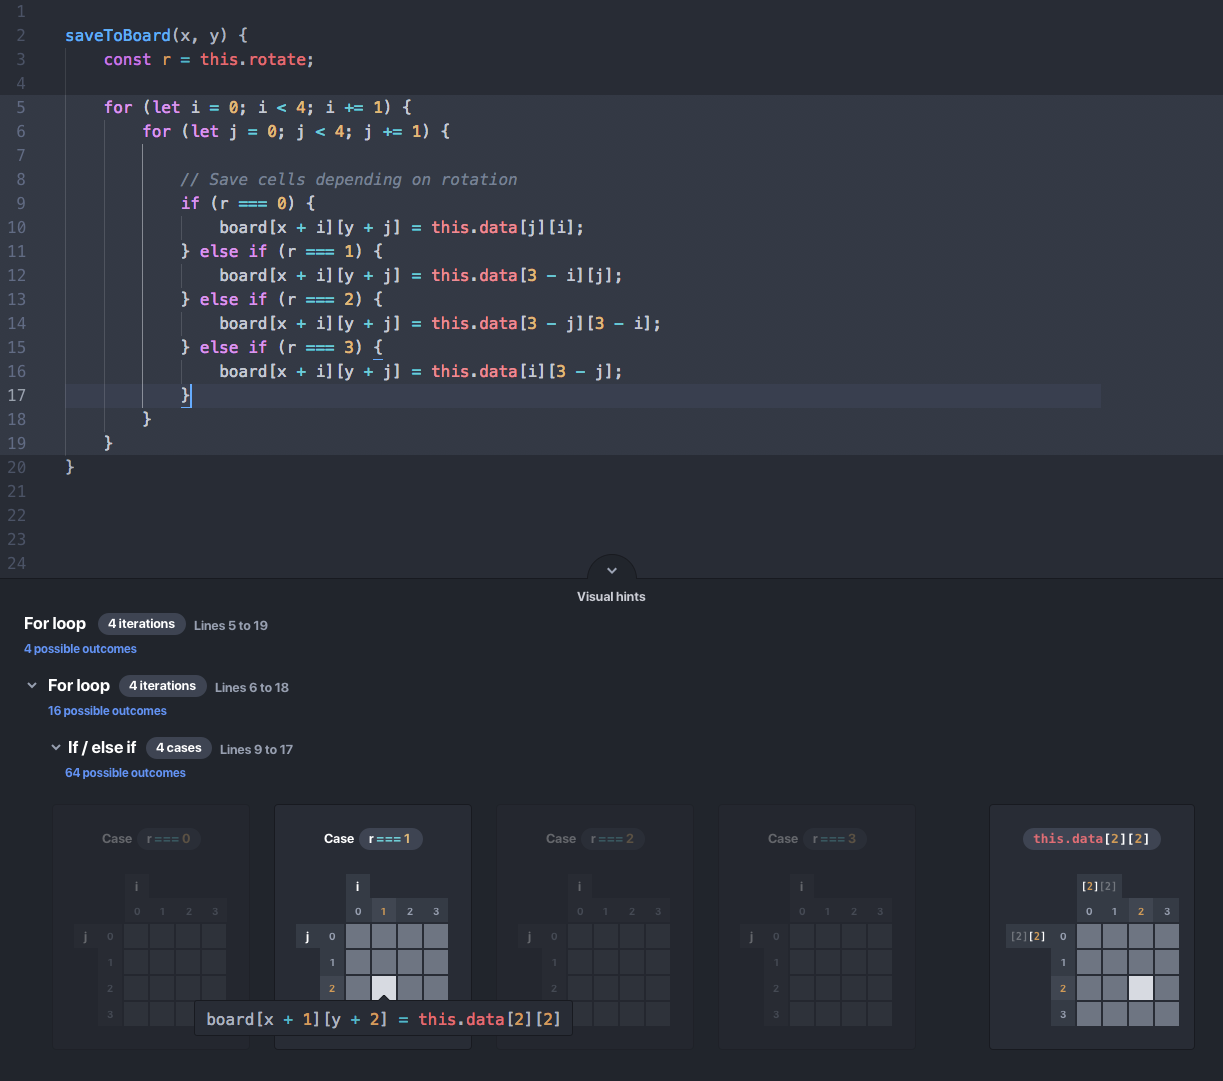 1
2 saveToBoard(x, y) {
3 const r = this.rotate;
4
5 for (let i = 0; i < 4; i += 1) {
6 for (let j = 0; j < 4; j += 1) {
7
8 // Save cells depending on rotation
9 if (r === 0) {
10 board[x + i][y + j] = this.data[j][i];
11 } else if (r === 1) {
12 board[x + i][y + j] = this.data[3 - i][j];
13 } else if (r === 2) {
14 board[x + i][y + j] = this.data[3 - j][3 - i];
15 } else if (r === 3) {
16 board[x + i][y + j] = this.data[i][3 - j];
17 }
18 }
19 }
20 }
21
22
23
24
Visual hints
For loop 4 iterations Lines 5 to 19
4 possible outcomes
For loop 4 iterations Lines 6 to 18
16 possible outcomes
If / else if 4 cases Lines 9 to 17
64 possible outcomes
Case r===0 Case r===1 Case r===2 Case r===3 this.data[2][2]
i i i i [2][2]
0 1 2 3 0 1 2 3 0 1 2 3 0 1 2 3 0 1 2 3
j 0 j 0 j 0 j 0 [2][2] 0
1 1 1 1 1
2 2 2 2 2
3 3 3 3
board[x + 1][y + 2] = this.data[2][2]